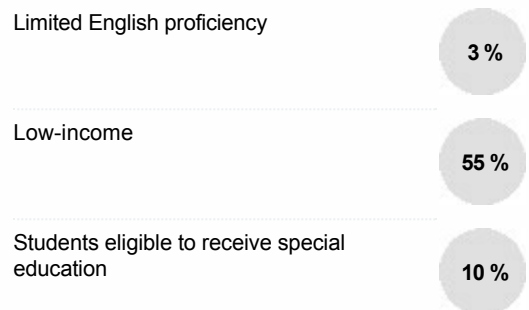 Limited English proficiency
3 %
Low-income
55 %
Students eligible to receive special
education
10 %